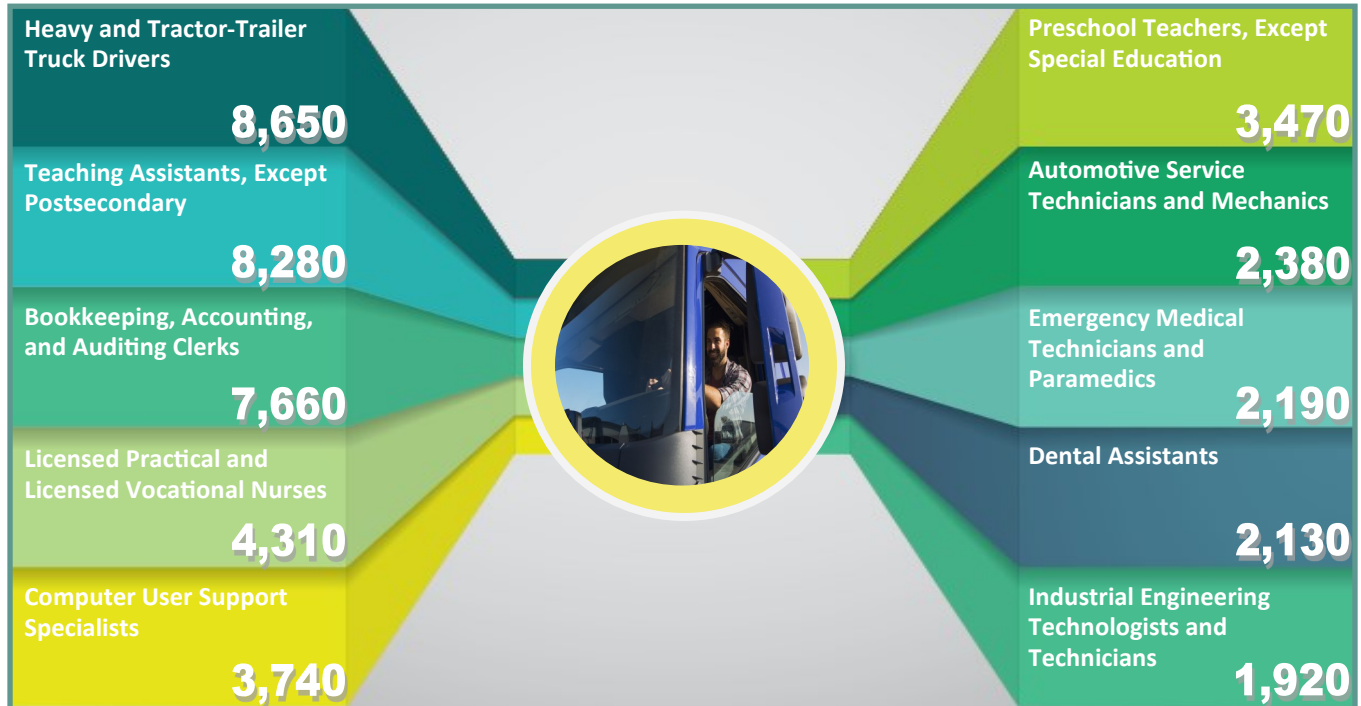 Heavy and Tractor-Trailer
Truck Drivers
8,650
Teaching Assistants, Except
Postsecondary
8,280
Bookkeeping, Accounting,
and Auditing Clerks
7,660
Licensed Practical and
Licensed Vocational Nurses
4,310
Computer User Support
Specialists
3,740
Preschool Teachers, Except
Special Education
3,470
Automotive Service
Technicians and Mechanics
2,380
Emergency Medical
Technicians and
Paramedics
2,190
Dental Assistants
2,130
Industrial Engineering
Technologists and
Technicians
1,920